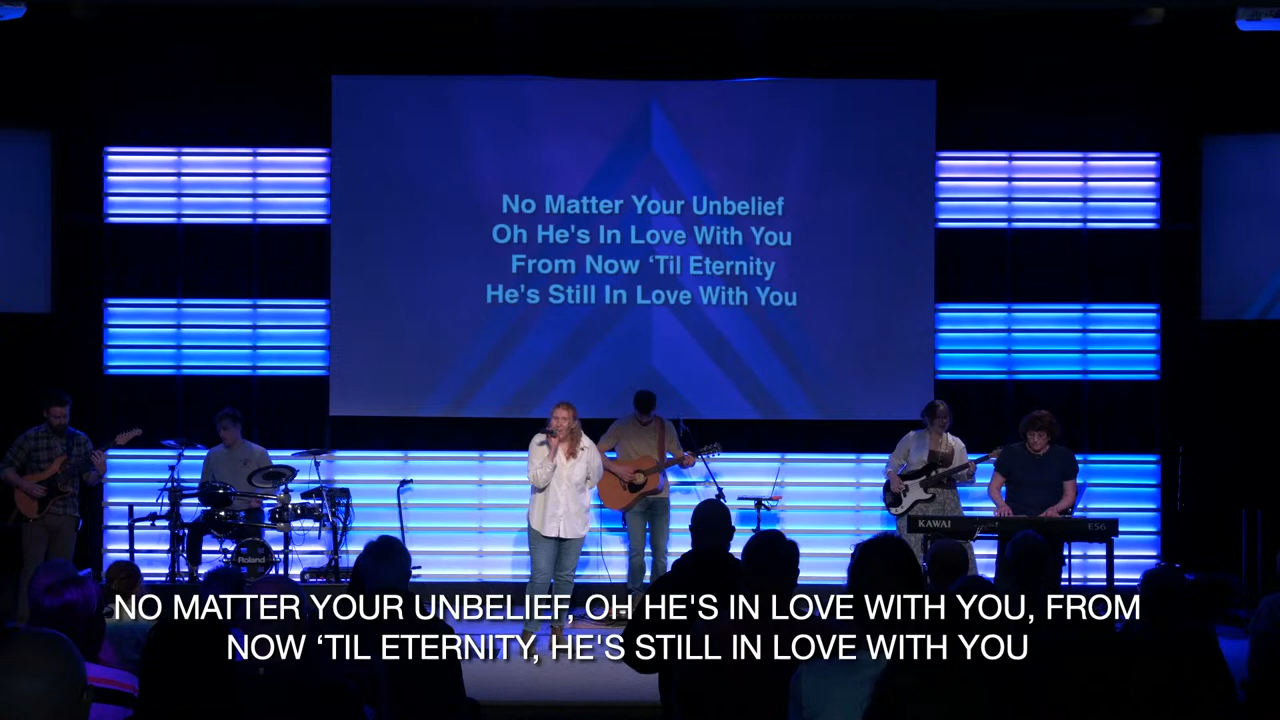 No Matter Your Unbelief
Oh He's In Love With You
From Now ‘Til Eternity
He's Still In Love With You
KAWAI
ES6
Roland
NO MATTER YOUR UNBELIEF, OH HE'S IN LOVE WITH YOU, FROM
NOW ‘TIL ETERNITY, HE'S STILL IN LOVE WITH YOU